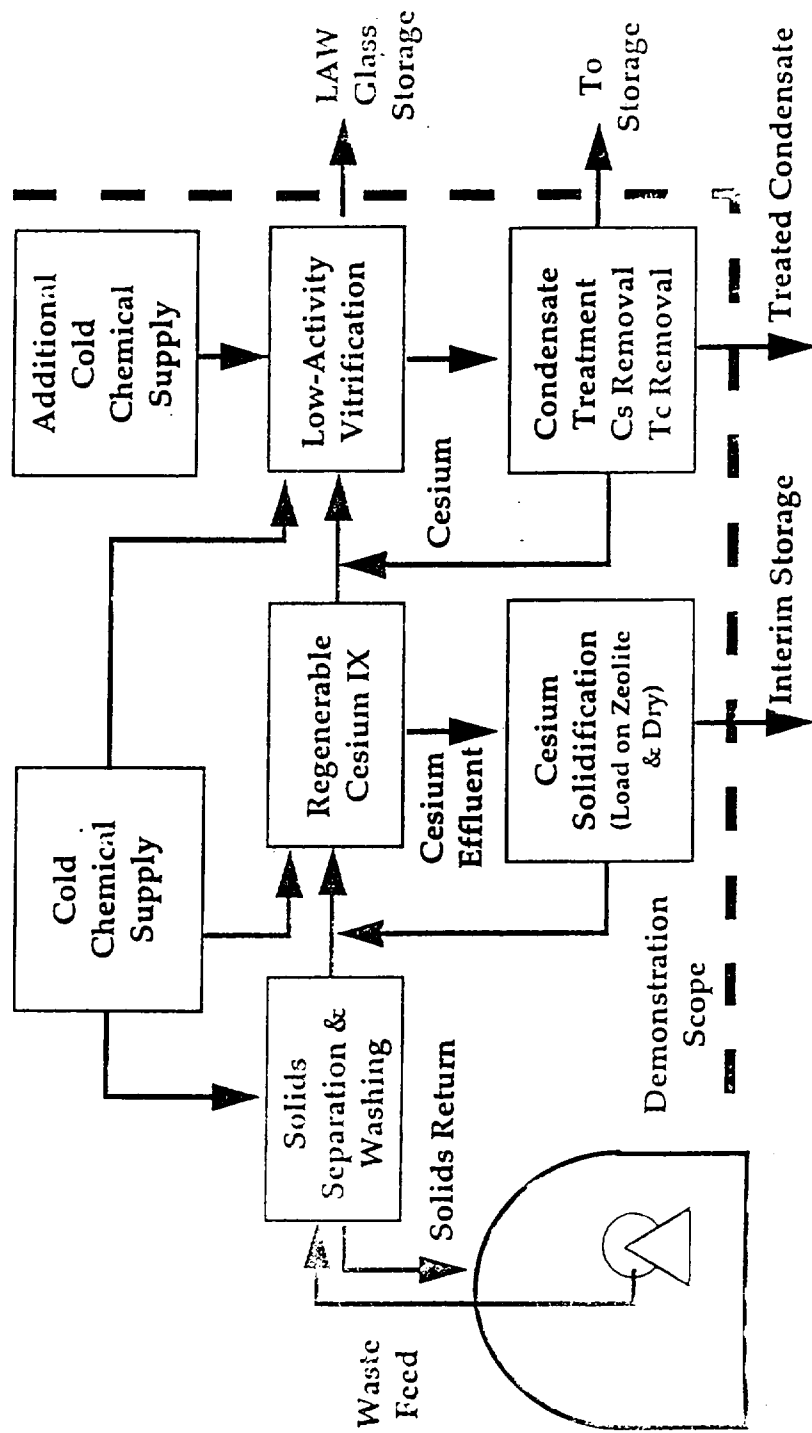 Cold
Chemical
Supply
Additional
Cold
Chemical
Supply
Waste
Feed
Solids
Separation &
Washing
Regenerable
Cesium IX
Low-Activity
Vitrification
LAW
Glass
Storage
Solids Return
Cesium
Effluent
Cesium
Cesium
Solidification
(Load on Zeolite
& Dry)
Condensate
Treatment
Cs Removal
Tc Removal
To
Storage
Demonstration
Scope
Interim Storage
Treated Condensate